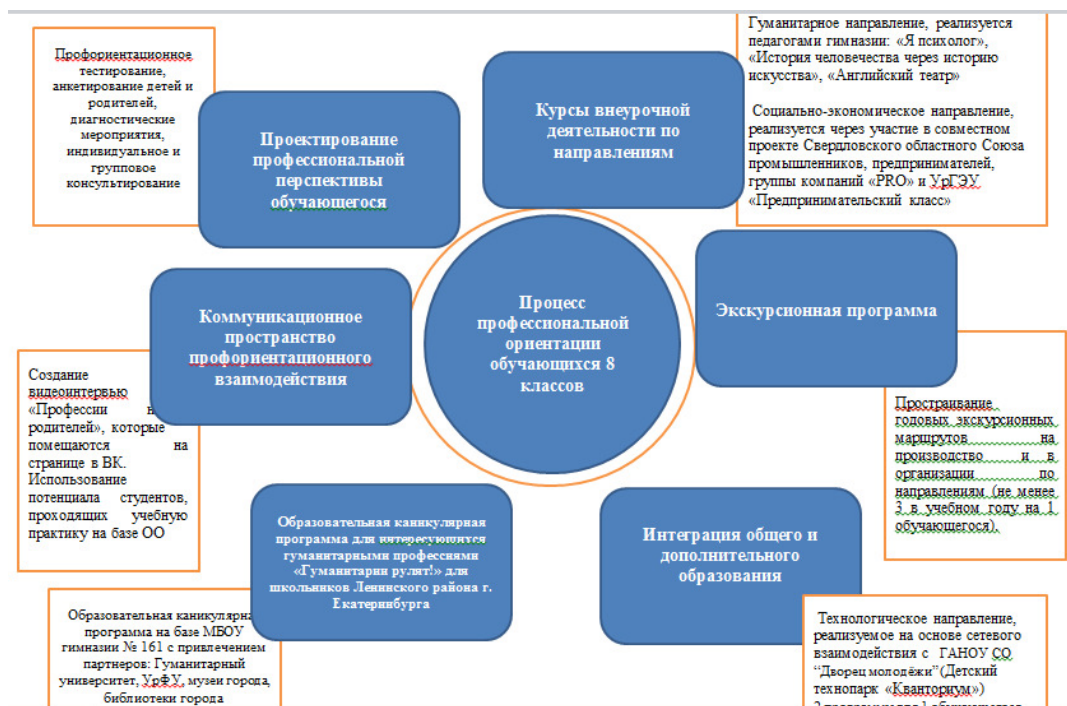 Профориентационное
тестирование,
анкетирование детей и
родителей,
диагностические
мероприятия,
индивидуальное и
групповое
консультирование
Проектирование
профессиональной
перспективы
обучающегося
Курсы внеурочной
деятельности по
направлениям
Гуманитарное направление, реализуется
педагогами гимназии: «Я психолог»,
«История человечества через историю
искусства», «Английский театр»
Социально-экономическое направление,
реализуется через участие в совместном
проекте Свердловского областного Союза
промышленников, предпринимателей,
группы компаний «PRO» и УрГЭУ
«Предпринимательский класс»
Коммуникационное
пространство
профориентационного
взаимодействия
Процесс
профессиональной
ориентации
обучающихся 8
классов
Экскурсионная программа
Создание
видеоинтервью
«Профессии
родителей», которые
помещаются на
странице в ВК.
Использование
потенциала студентов,
проходящих учебную
практику на базе ОО
Простраивание
годовых экскурсионных
маршрутов на
производство и в
организации по
направлениям (не менее
3 в учебном году на 1
обучающегося).
Образовательная каникулярная
программа для интересующихся
гуманитарными профессиями
«Гуманитарии рулят!» для
школьников Ленинского района г.
Екатеринбурга
Интеграция общего и
дополнительного
образования
Образовательная каникулярная
программа на базе МБОУ
гимназии № 161 с привлечением
партнеров: Гуманитарный
университет, УрФУ, музеи города,
библиотеки города
Технологическое направление,
реализуемое на основе сетевого
взаимодействия с ГАНОУ СО
“Дворец молодёжи” (Детский
технопарк «Кванториум»)